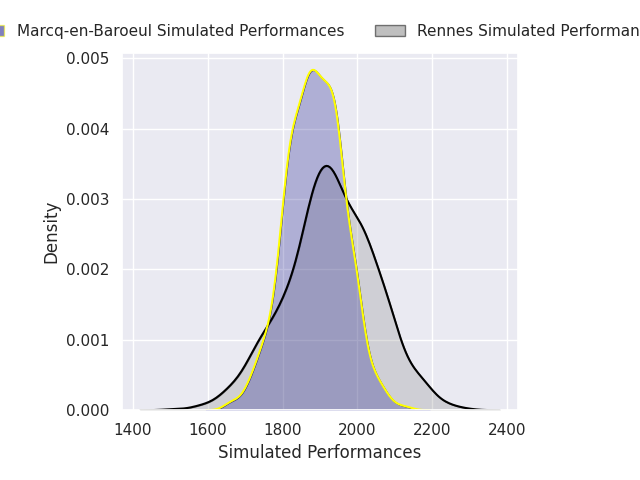 Marcq-en-Baroeul Simulated Performances
Rennes Simulated Performan
0.005
0.004
0.003
0.002
0.001
0.000
Density
1400 1600 1800 2000 2200 2400
Simulated Performances